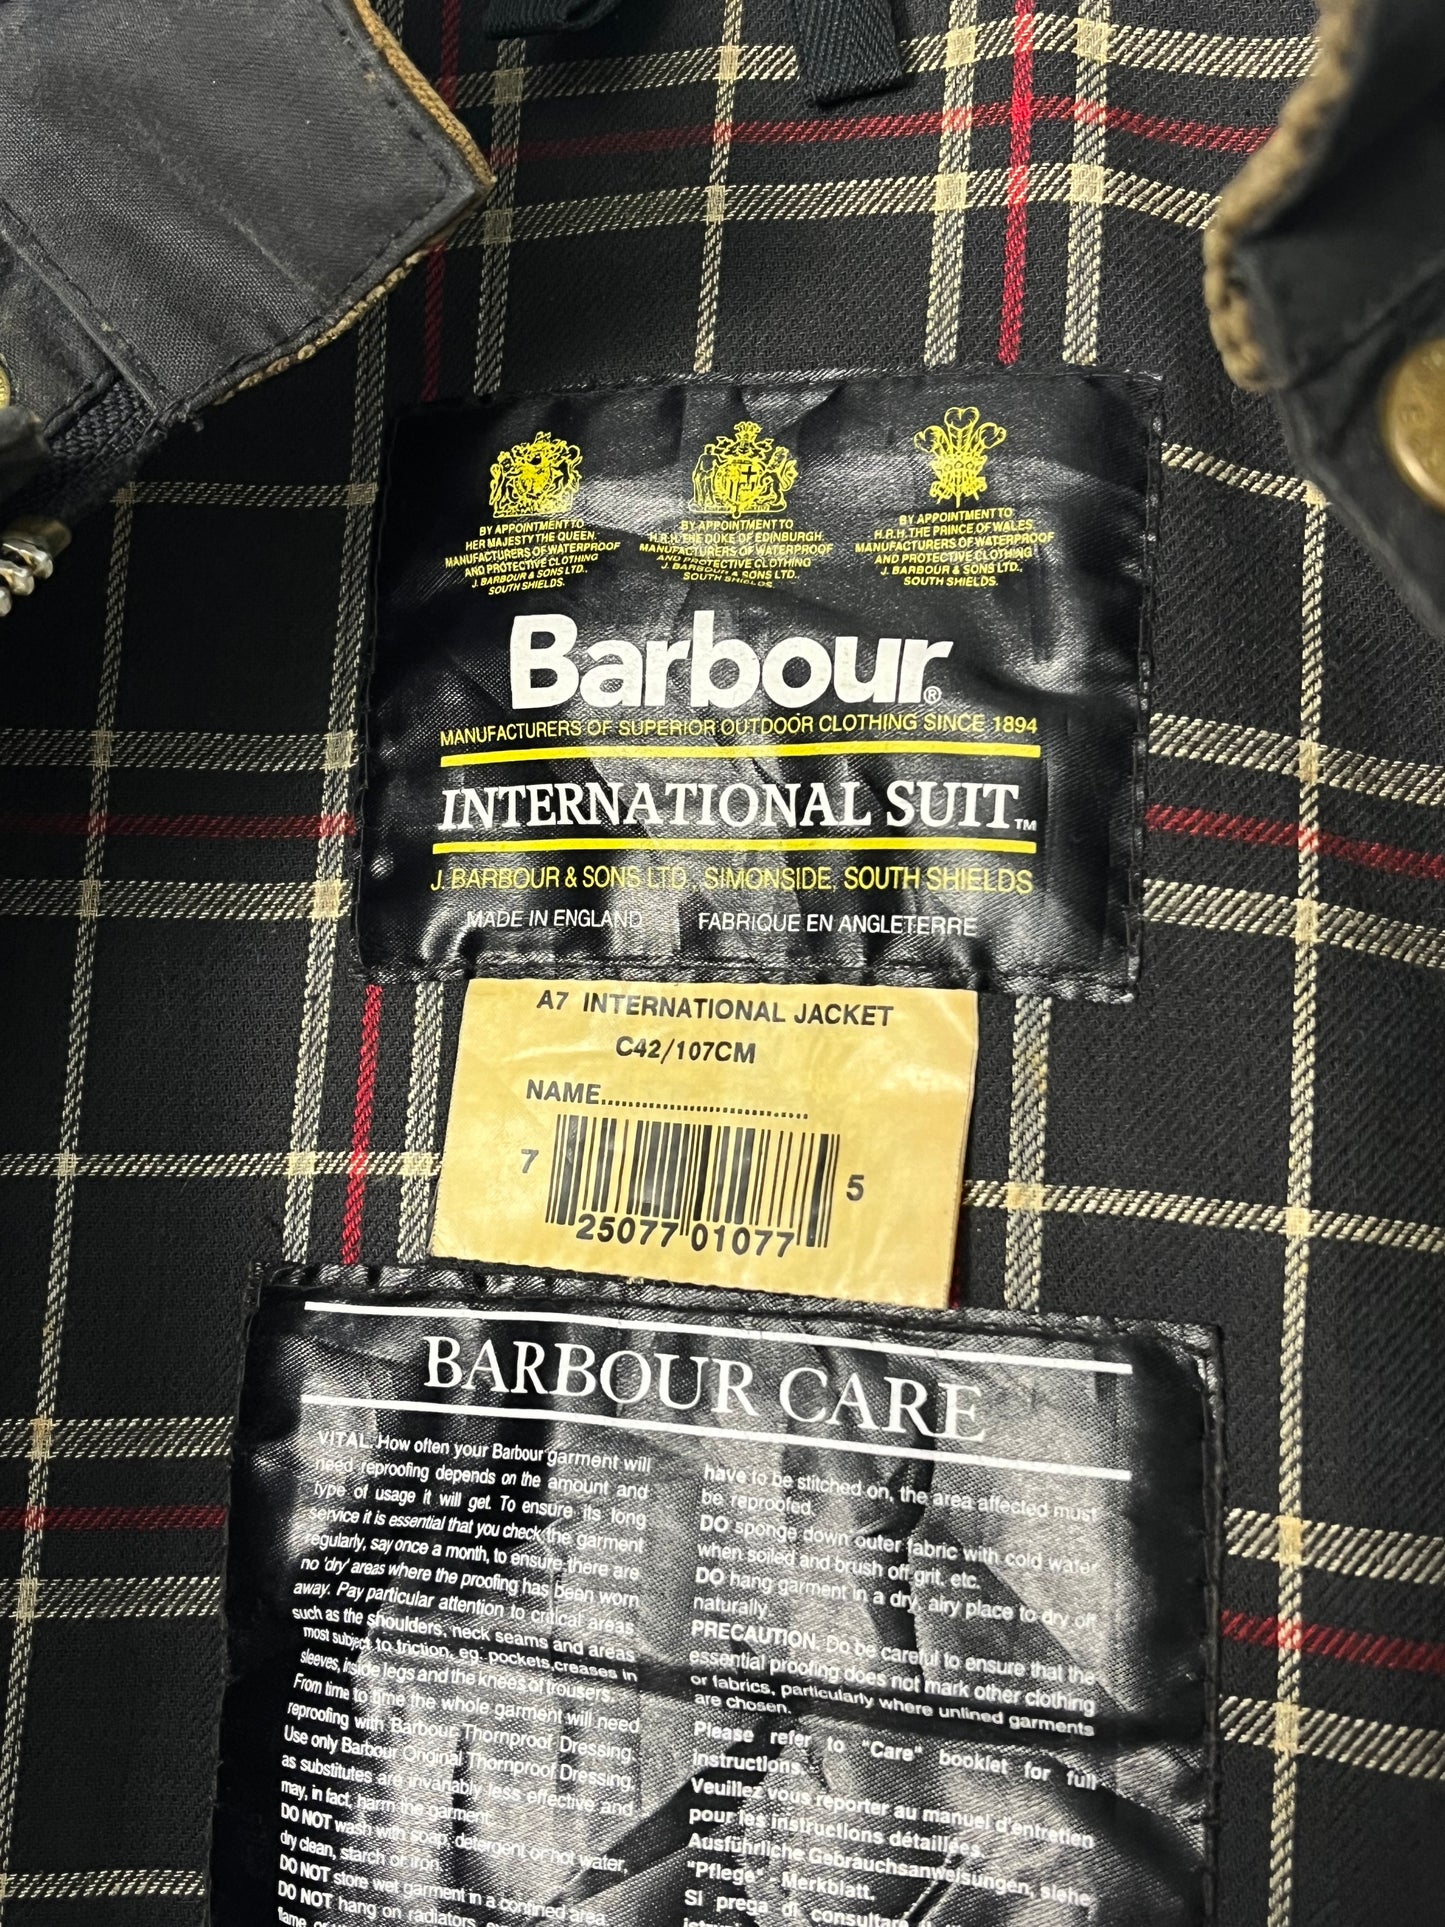 BY APPOINTMENT TO
HER MAJESTY THE QUEEN.
MANUFACTURERS OF WATERPROOF
AND PROTECTIVE CLOTHING
J. BARBOUR & SONS LTD.,
SOUTH SHIELDS.
BY APPOINTMENT TO
H.R.H. THE DUKE OF EDINBURGH.
MANUFACTURERS OF WATERPROOF
AND PROTECTIVE CLOTHING
J. BARBOUR & SONS LTD.,
SOUTH SHIELDS.
BY APPOINTMENT TO
H.R.H. THE PRINCE OF WALES.
MANUFACTURERS OF WATERPROOF
AND PROTECTIVE CLOTHING
J. BARBOUR & SONS LTD.,
SOUTH SHIELDS.
Barbour®
MANUFACTURERS OF SUPERIOR OUTDOOR CLOTHING SINCE 1894
INTERNATIONAL SUIT™
J. BARBOUR & SONS LTD., SIMONSIDE, SOUTH SHIELDS
MADE IN ENGLAND FABRIQUE EN ANGLETERRE
A7 INTERNATIONAL JACKET
C42/107CM
NAME..............................
7 25077 01077 5
BARBOUR CARE
VITAL. How often your Barbour garment will
need reproofing depends on the amount and
type of usage it will get. To ensure its long
service it is essential that you check the garment
regularly, say once a month, to ensure there are
no 'dry' areas where the proofing has been worn
away. Pay particular attention to critical areas
such as the shoulders, neck seams and areas
most subject to friction, eg: pockets, creases in
sleeves, inside legs and the knees of trousers.
From time to time the whole garment will need
reproofing with Barbour Thornproof Dressing.
Use only Barbour Original Thornproof Dressing,
as substitutes are invariably less effective and
may, in fact, harm the garment.
DO NOT wash with soap, detergent or hot water,
dry clean, starch or iron.
DO NOT store wet garment in a confined area.
DO NOT hang on radiators
flame or
have to be stitched on, the area affected must
be reproofed.
DO sponge down outer fabric with cold water
when soiled and brush off grit, etc.
DO hang garment in a dry, airy place to dry off
naturally.
PRECAUTION. Do be careful to ensure that the
essential proofing does not mark other clothing
or fabrics, particularly where unlined garments
are chosen.
Please refer to "Care" booklet for full
instructions.
Veuillez vous reporter au manuel d'entretien
pour les instructions détaillées.
Ausführliche Gebrauchsanweisungen, siehe
"Pflege" Merkblatt.
Si prega di consultare